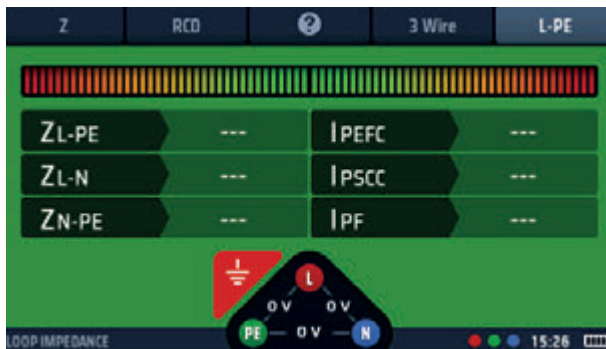 Z RCD ? 3 Wire L-PE
ZL-PE --- IPEFC ---
ZL-N --- IPSCC ---
ZN-PE --- IPF ---
L
0 V 0 V
PE 0 V N
LOOP IMPEDANCE 15:26